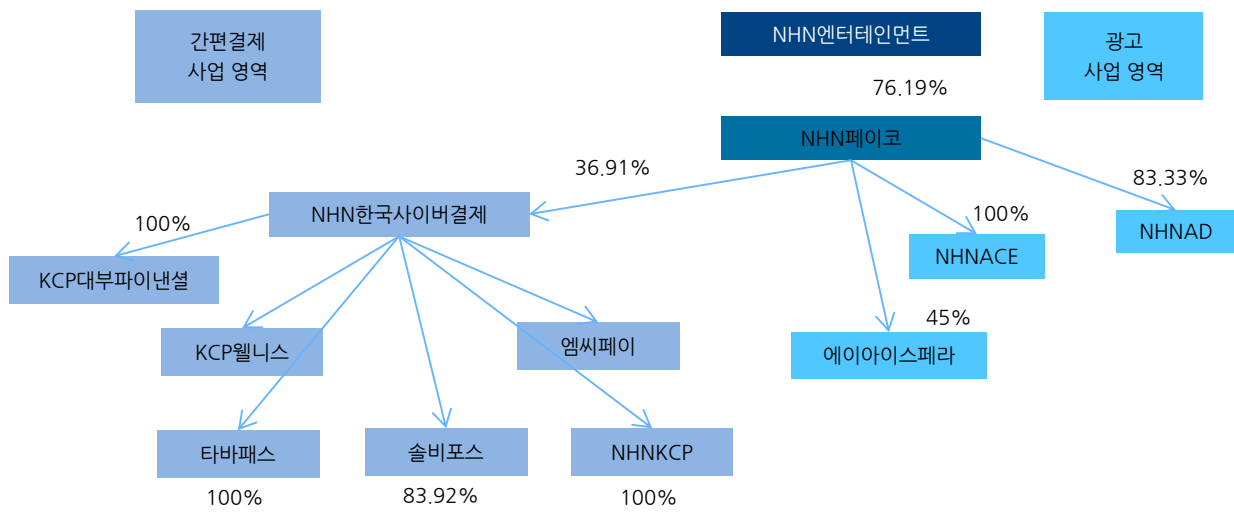 간편결제
사업 영역
NHN엔터테인먼트
광고
사업 영역
76.19%
NHN페이코
36.91%
83.33%
NHN한국사이버결제
100%
100%
NHNAD
NHNACE
KCP대부파이낸셜
45%
KCP웰니스
엠씨페이
에이아이스페라
타바패스
솔비포스
NHNKCP
100%
83.92%
100%